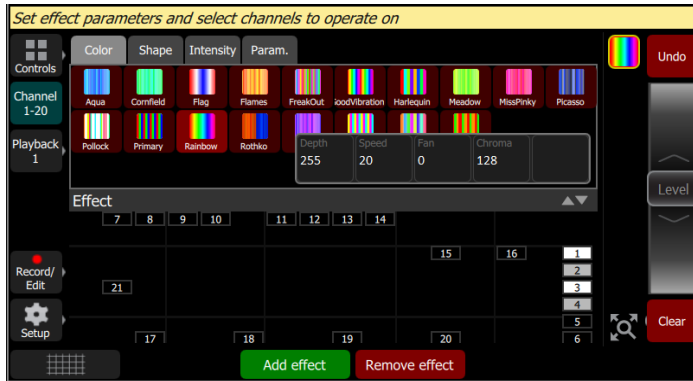 Set effect parameters and select channels to operate on
Controls
Color Shape Intensity Param.
Undo
Channel
1-20
Aqua Cornfield Flag Flames FreakOut GoodVibration Harlequin Meadow MissPinky Picasso
Playback
1
Pollock Primary Rainbow Rothko
Depth Speed Fan Chroma
255 20 0 128
Level
Effect
7 8 9 10 11 12 13 14
15 16 1
2
Record/
Edit
21 3
4
Setup
5
17 18 19 20 6
Clear
Add effect Remove effect